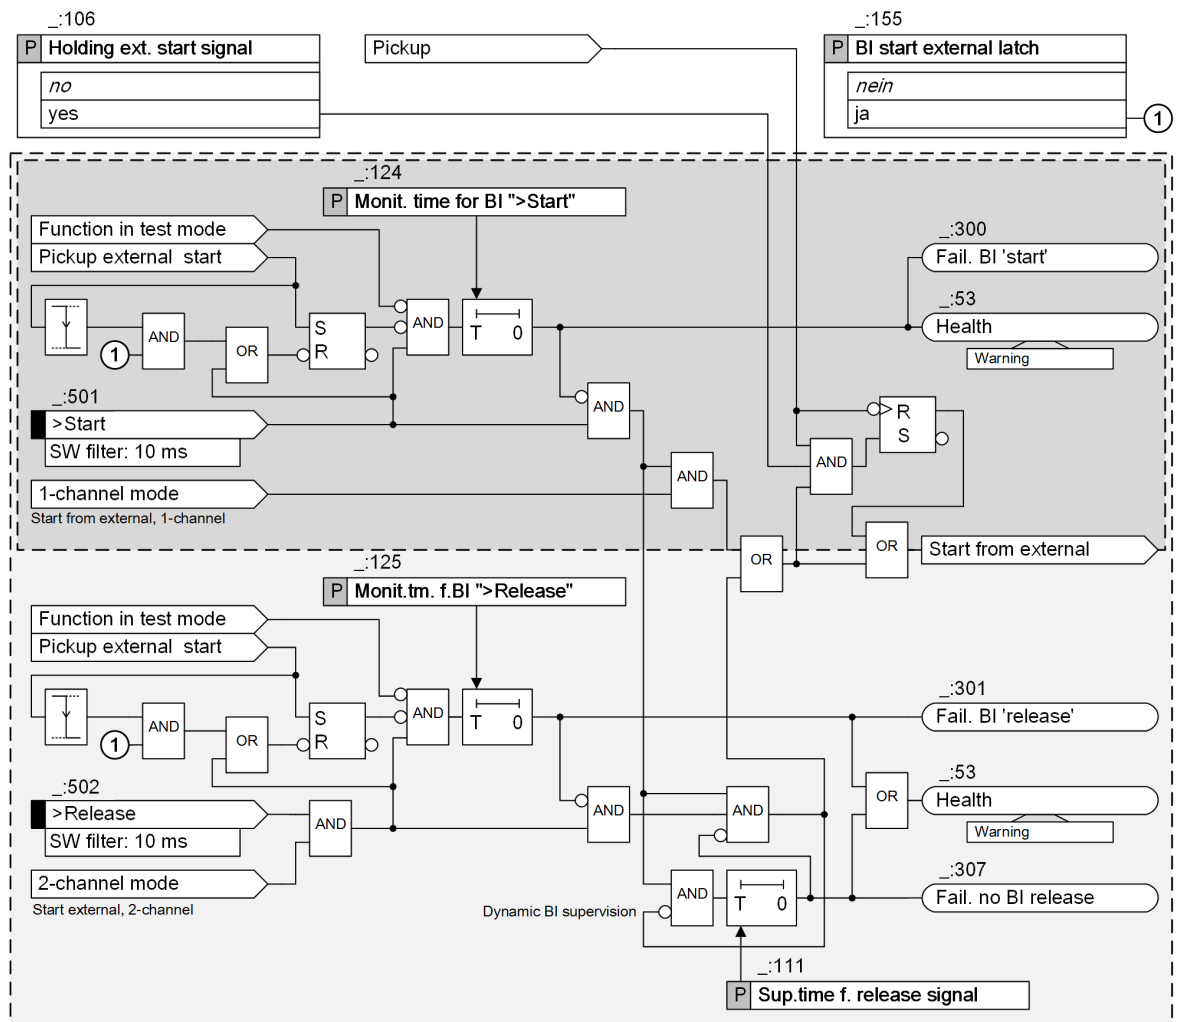 _:106
P Holding ext. start signal
no
yes
Pickup
_:155
P BI start external latch
nein
ja
1
_:124
P Monit. time for BI ">Start"
Function in test mode
Pickup external start
AND
1
OR
S
R
AND
T 0
_:300
Fail. BI 'start'
_:53
Health
Warning
_:501
>Start
SW filter: 10 ms
AND
R
S
AND
1-channel mode
Start from external, 1-channel
AND
OR
OR
Start from external
_:125
P Monit.tm. f.BI ">Release"
Function in test mode
Pickup external start
AND
1
OR
S
R
AND
T 0
_:301
Fail. BI 'release'
_:53
Health
Warning
OR
_:502
>Release
SW filter: 10 ms
AND
AND
AND
2-channel mode
Start external, 2-channel
Dynamic BI supervision
AND
T 0
_:307
Fail. no BI release
_:111
P Sup.time f. release signal